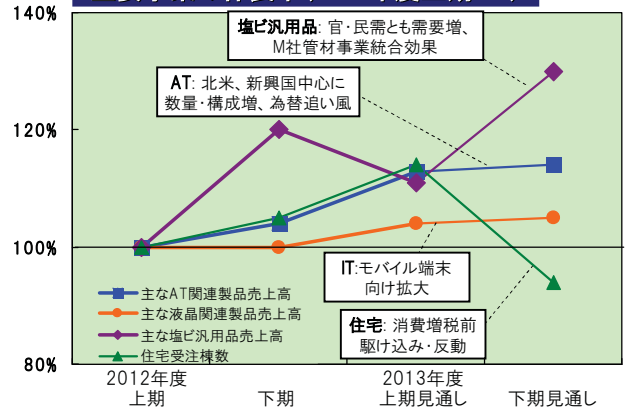 140%
120%
100%
80%
塩ビ汎用品: 官・民需とも需要増、
M社管材事業統合効果
AT: 北米、新興国中心に
数量・構成増、為替追い風
IT:モバイル端末
向け拡大
住宅: 消費増税前
駆け込み・反動
主なAT関連製品売上高
主な液晶関連製品売上高
主な塩ビ汎用品売上高
住宅受注棟数
2012年度
上期
下期
2013年度
上期見通し
下期見通し